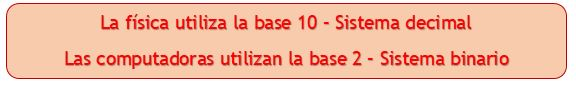 La física utiliza la base 10 - Sistema decimal
Las computadoras utilizan la base 2 - Sistema binario